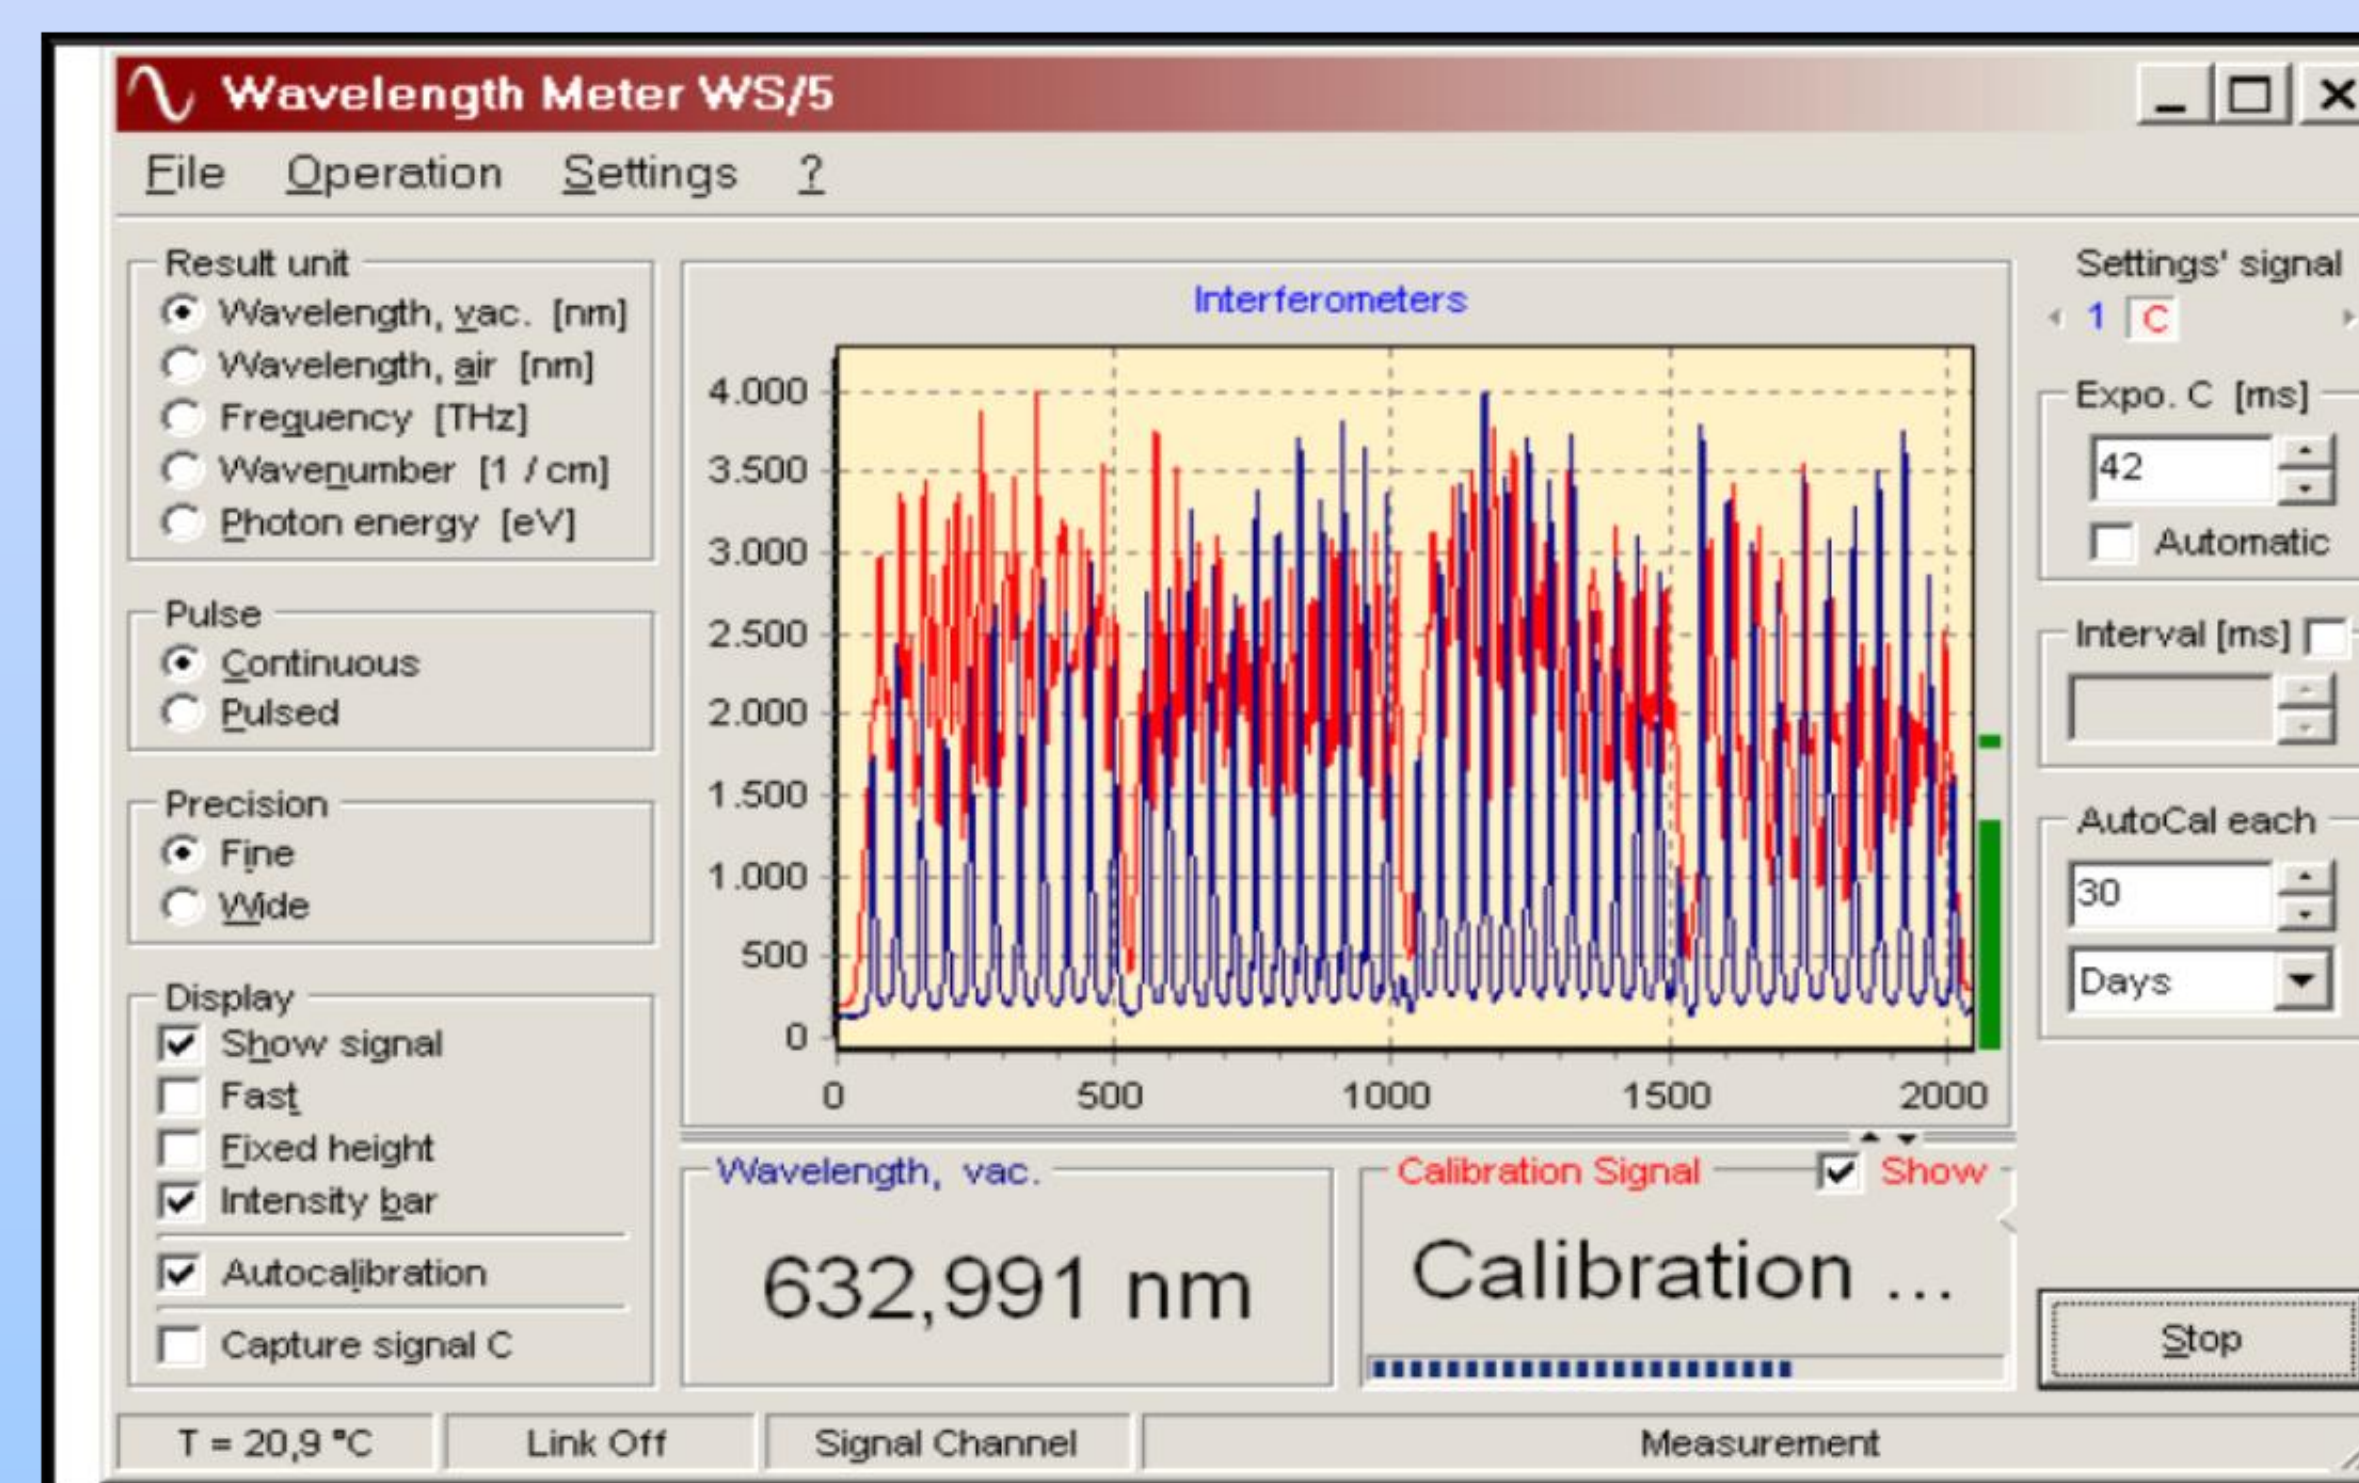 Wavelength Meter WS/5
File Operation Settings ?
Result unit
Wavelength, vac. [nm]
Wavelength, air [nm]
Frequency [THz]
Wavenumber [1 / cm]
Photon energy [eV]
Pulse
Continuous
Pulsed
Precision
Fine
Wide
Display
Show signal
Fast
Fixed height
Intensity bar
Autocalibration
Capture signal C
Interferometers
4.000
3.500
3.000
2.500
2.000
1.500
1.000
500
0
0 500 1000 1500 2000
Wavelength, vac.
632,991 nm
Calibration Signal Show
Calibration ...
Settings' signal
1 C
Expo. C [ms]
42
Automatic
Interval [ms]
AutoCal each
30
Days
Stop
T = 20,9 °C Link Off Signal Channel Measurement